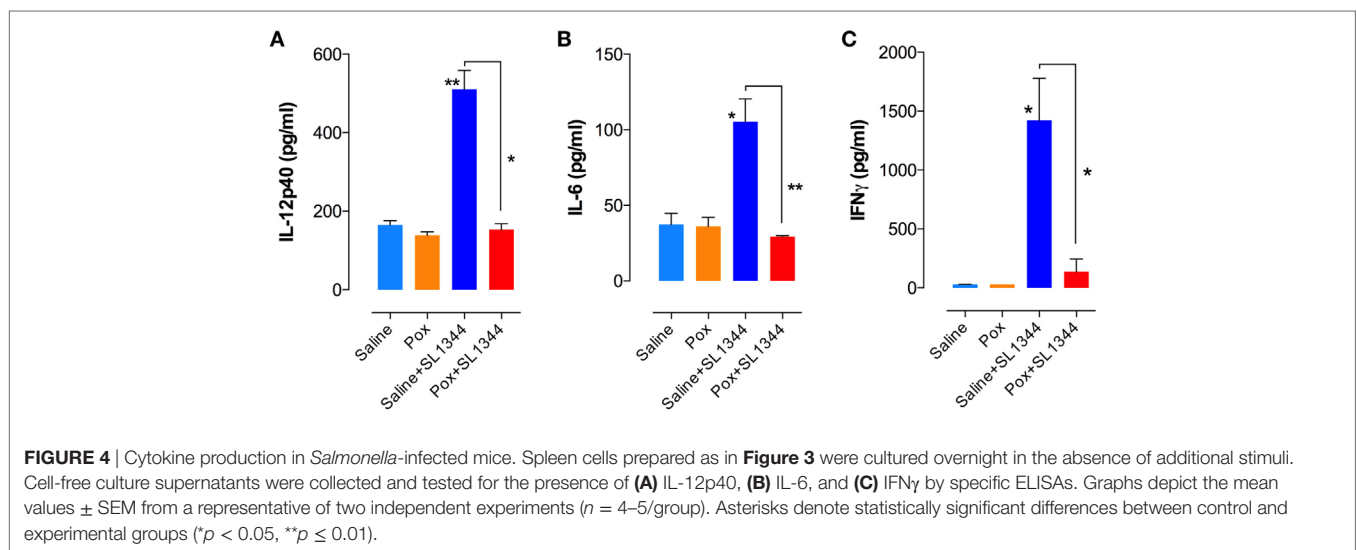 A
IL-12p40 (pg/ml)
600
400
200
0
**
*
Saline
Pox
Saline+SL1344
Pox+SL1344
B
IL-6 (pg/ml)
150
100
50
0
*
**
Saline
Pox
Saline+SL1344
Pox+SL1344
C
IFNγ (pg/ml)
2000
1500
1000
500
0
*
*
Saline
Pox
Saline+SL1344
Pox+SL1344
FIGURE 4 | Cytokine production in Salmonella-infected mice. Spleen cells prepared as in Figure 3 were cultured overnight in the absence of additional stimuli.
Cell-free culture supernatants were collected and tested for the presence of (A) IL-12p40, (B) IL-6, and (C) IFNγ by specific ELISAs. Graphs depict the mean
values ± SEM from a representative of two independent experiments (n = 4–5/group). Asterisks denote statistically significant differences between control and
experimental groups (*p < 0.05, **p ≤ 0.01).